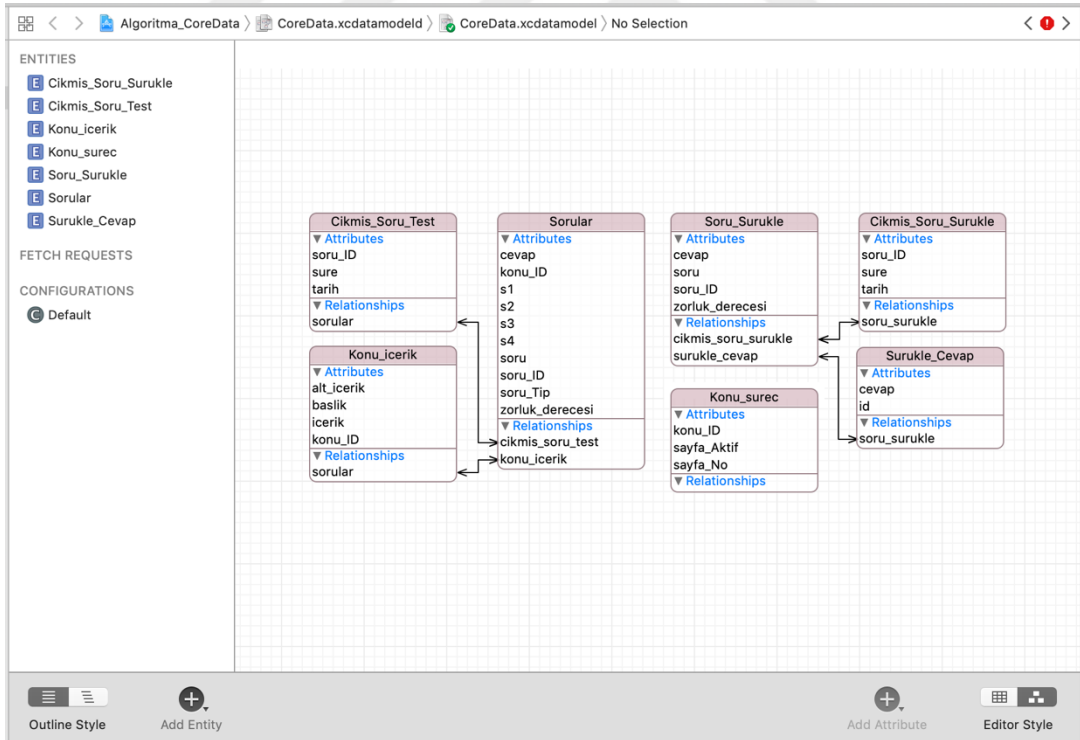 Algoritma_CoreData
CoreData.xcdatamodeld
CoreData.xcdatamodel
No Selection
ENTITIES
E Cikmis_Soru_Surukle
E Cikmis_Soru_Test
E Konu_icerik
E Konu_surec
E Soru_Surukle
E Sorular
E Surukle_Cevap
FETCH REQUESTS
CONFIGURATIONS
C Default
Cikmis_Soru_Test
Attributes
soru_ID
sure
tarih
Relationships
sorular
Konu_icerik
Attributes
alt_icerik
baslik
icerik
konu_ID
Relationships
sorular
Sorular
Attributes
cevap
konu_ID
s1
s2
s3
s4
soru
soru_ID
soru_Tip
zorluk_derecesi
Relationships
cikmis_soru_test
konu_icerik
Soru_Surukle
Attributes
cevap
soru
soru_ID
zorluk_derecesi
Relationships
cikmis_soru_surukle
surukle_cevap
Konu_surec
Attributes
konu_ID
sayfa_Aktif
sayfa_No
Relationships
Cikmis_Soru_Surukle
Attributes
soru_ID
sure
tarih
Relationships
soru_surukle
Surukle_Cevap
Attributes
cevap
id
Relationships
soru_surukle
Outline Style
Add Entity
Add Attribute
Editor Style